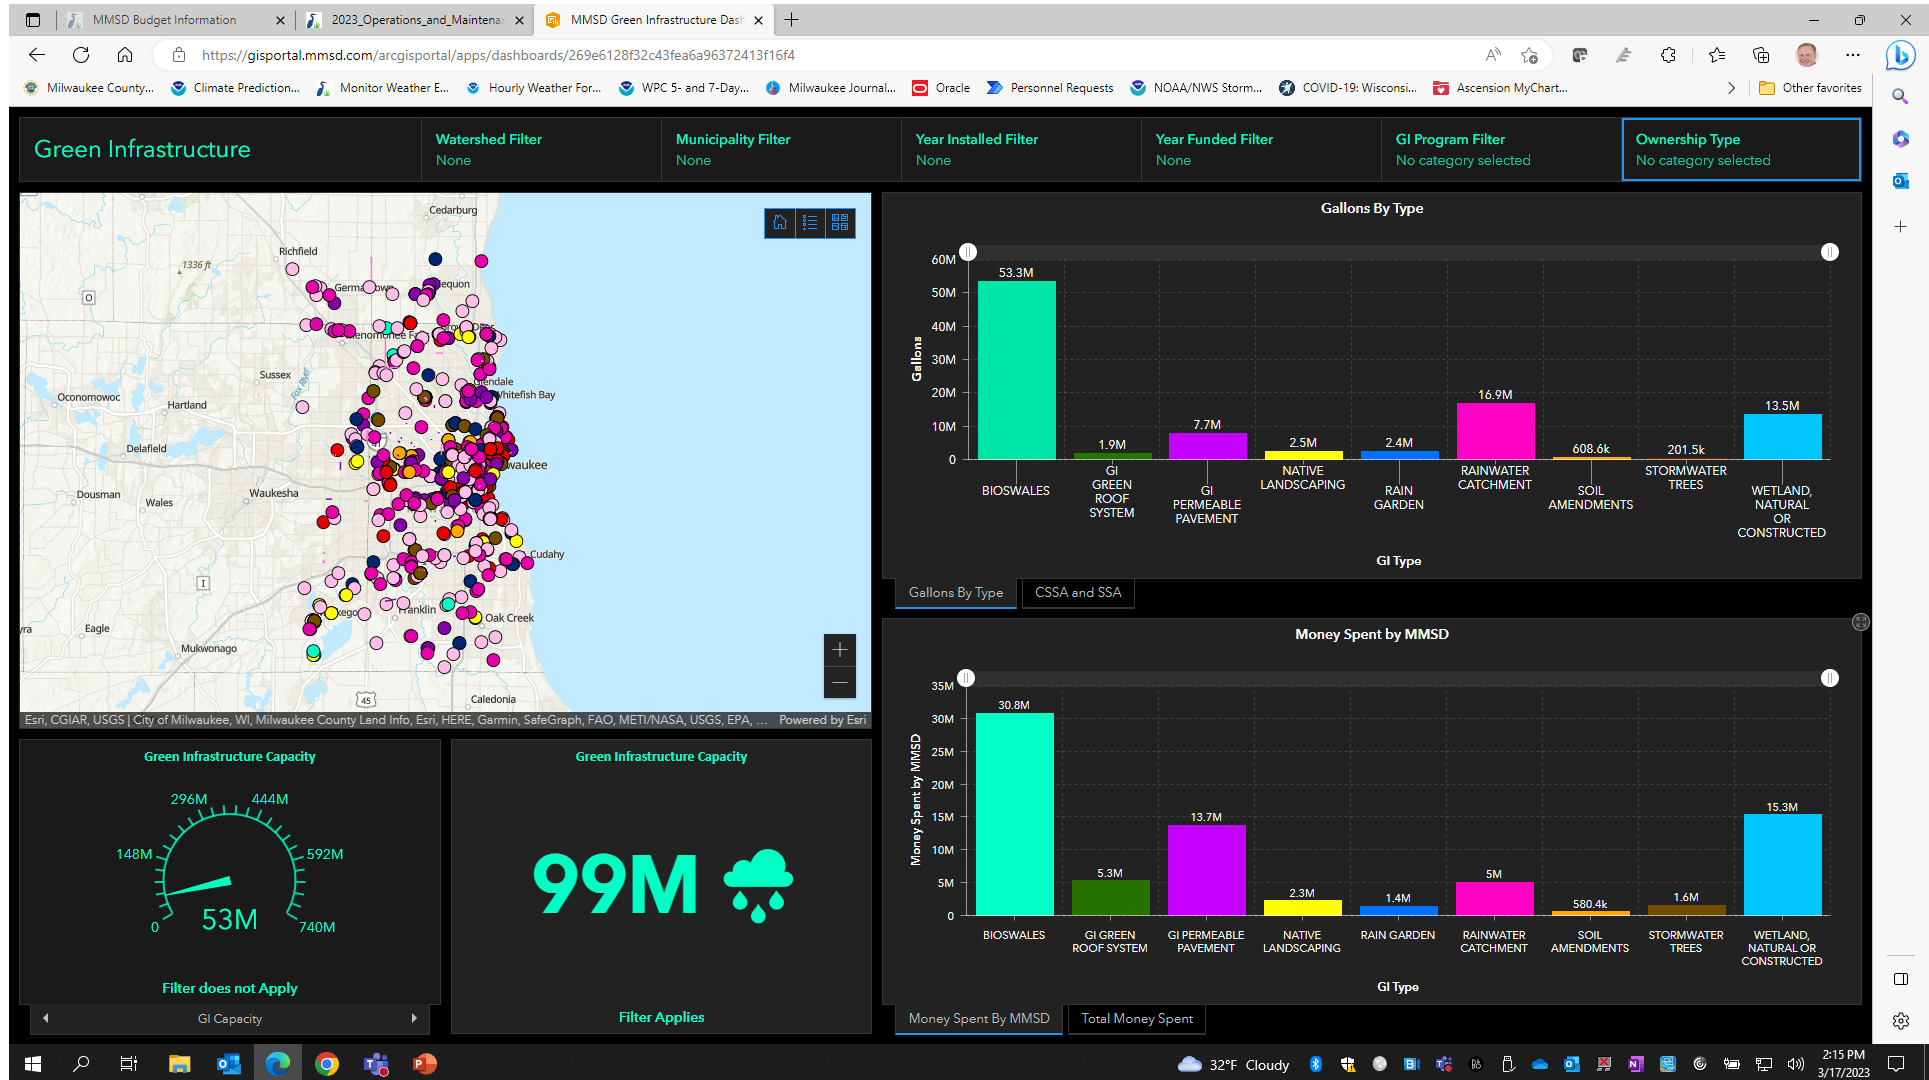 MMSD Budget Information
2023_Operations_and_Maintenan
MMSD Green Infrastructure Dash
https://gisportal.mmsd.com/arcgisportal/apps/dashboards/269e6128f32c43fea6a96372413f16f4
Milwaukee County...
Climate Prediction...
Monitor Weather E...
Hourly Weather For...
WPC 5- and 7-Day...
Milwaukee Journal...
Oracle
Personnel Requests
NOAA/NWS Storm...
COVID-19: Wisconsi...
Ascension MyChart...
Other favorites
Green Infrastructure
Watershed Filter
None
Municipality Filter
None
Year Installed Filter
None
Year Funded Filter
None
GI Program Filter
No category selected
Ownership Type
No category selected
Cedarburg
Richfield
1336 ft
Germantown
equon
enomonee Fa
Sussex
Fox River
Glendale
Whitefish Bay
Oconomowoc
Hartland
Delafield
waukee
Dousman
Wales
Waukesha
Cudahy
Franklin
Oak Creek
kego
Eagle
Mukwonago
45
Caledonia
Esri, CGIAR, USGS | City of Milwaukee, WI, Milwaukee County Land Info, Esri, HERE, Garmin, SafeGraph, FAO, METI/NASA, USGS, EPA, ...
Powered by Esri
Gallons By Type
60M
50M
40M
30M
20M
10M
0
Gallons
53.3M
1.9M
7.7M
2.5M
2.4M
16.9M
608.6k
201.5k
13.5M
BIOSWALES
GI
GREEN
ROOF
SYSTEM
GI
PERMEABLE
PAVEMENT
NATIVE
LANDSCAPING
RAIN
GARDEN
RAINWATER
CATCHMENT
SOIL
AMENDMENTS
STORMWATER
TREES
WETLAND,
NATURAL
OR
CONSTRUCTED
GI Type
Gallons By Type
CSSA and SSA
Money Spent by MMSD
35M
30M
25M
20M
15M
10M
5M
0
Money Spent by MMSD
30.8M
5.3M
13.7M
2.3M
1.4M
5M
580.4k
1.6M
15.3M
BIOSWALES
GI GREEN
ROOF SYSTEM
GI PERMEABLE
PAVEMENT
NATIVE
LANDSCAPING
RAIN GARDEN
RAINWATER
CATCHMENT
SOIL
AMENDMENTS
STORMWATER
TREES
WETLAND,
NATURAL OR
CONSTRUCTED
GI Type
Money Spent By MMSD
Total Money Spent
Green Infrastructure Capacity
0
148M
296M
444M
592M
740M
53M
Filter does not Apply
GI Capacity
Green Infrastructure Capacity
99M
Filter Applies
32°F Cloudy
2:15 PM
3/17/2023